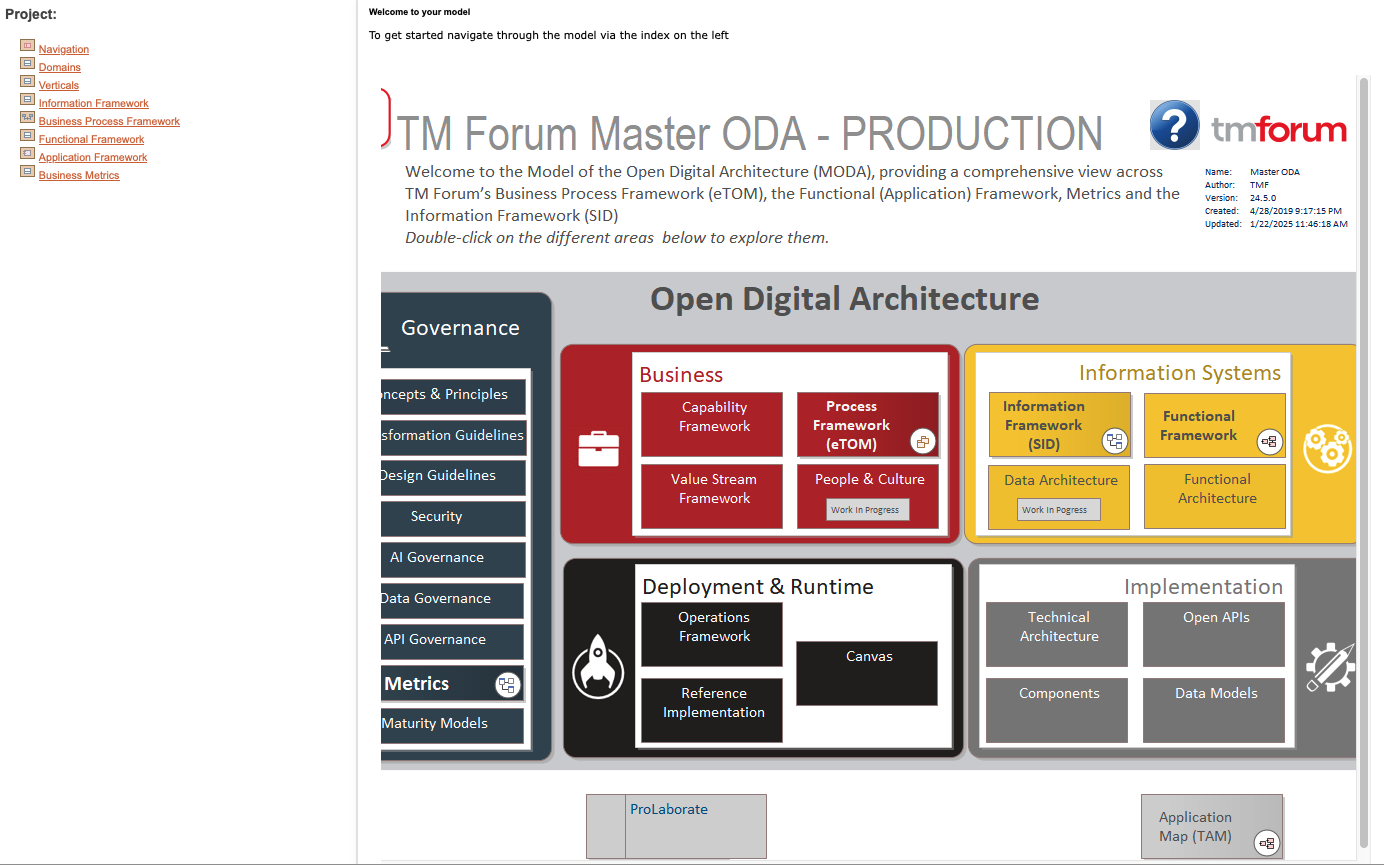 Project:
Navigation
Domains
Verticals
Information Framework
Business Process Framework
Functional Framework
Application Framework
Business Metrics
Welcome to your model
To get started navigate through the model via the index on the left
TM Forum Master ODA - PRODUCTION
?
tmforum
Welcome to the Model of the Open Digital Architecture (MODA), providing a comprehensive view across
TM Forum's Business Process Framework (eTOM), the Functional (Application) Framework, Metrics and the
Information Framework (SID)
Double-click on the different areas below to explore them.
Name: Master ODA
Author: TMF
Version: 24.5.0
Created: 4/28/2019 9:17:15 PM
Updated: 1/22/2025 11:46:18 AM
Open Digital Architecture
Governance
ncepts & Principles
sformation Guidelines
Design Guidelines
Security
AI Governance
Data Governance
API Governance
Metrics
Maturity Models
Business
Capability
Framework
Process
Framework
(eTOM)
Value Stream
Framework
People & Culture
Work In Progress
Information Systems
Information
Framework
(SID)
Functional
Framework
Data Architecture
Work In Pogress
Functional
Architecture
Deployment & Runtime
Operations
Framework
Canvas
Reference
Implementation
Implementation
Technical
Architecture
Open APIs
Components
Data Models
ProLaborate
Application
Map (TAM)